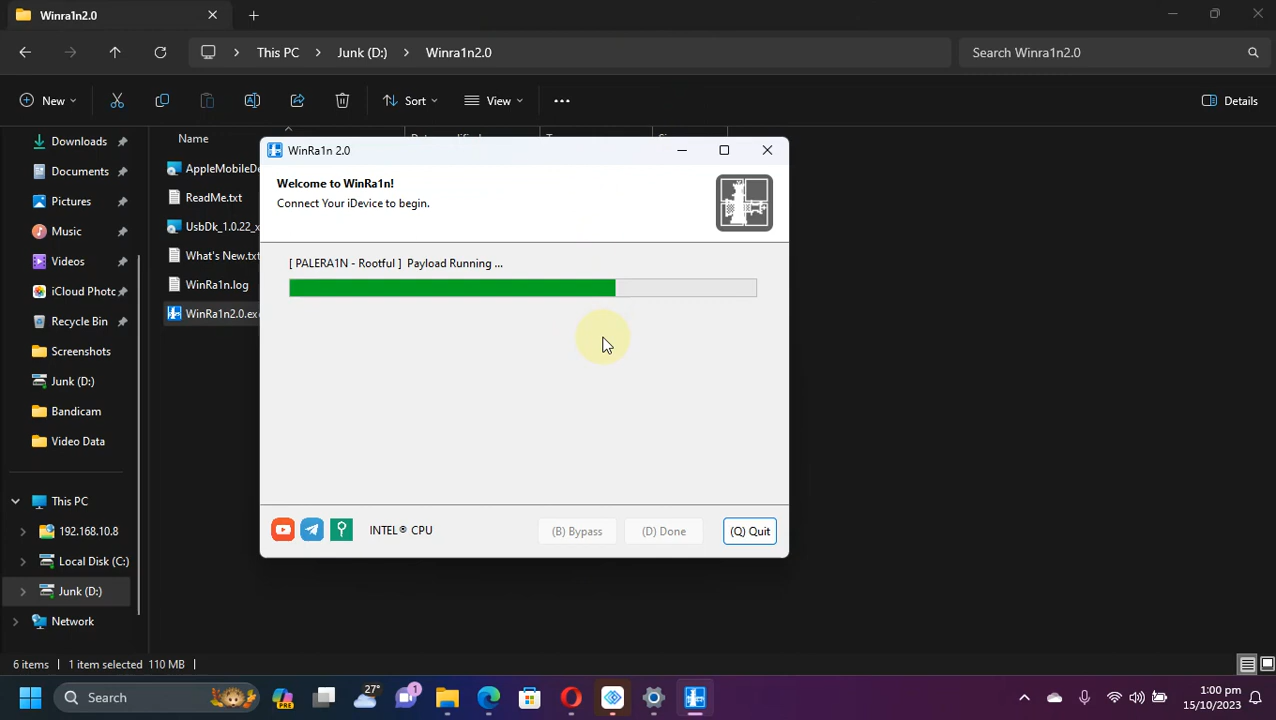 Winra1n2.0
This PC
Junk (D:)
Winra1n2.0
Search Winra1n2.0
New
Sort
View
Details
Downloads
Documents
Pictures
Music
Videos
iCloud Photo
Recycle Bin
Screenshots
Junk (D:)
Bandicam
Video Data
This PC
192.168.10.8
Local Disk (C:)
Junk (D:)
Network
Name
AppleMobileDe
ReadMe.txt
UsbDk_1.0.22_x
What's New.txt
WinRa1n.log
WinRa1n2.0.exe
WinRa1n 2.0
Welcome to WinRa1n!
Connect Your iDevice to begin.
[ PALERA1N - Rootful ] Payload Running ...
INTEL® CPU
(B) Bypass
(D) Done
(Q) Quit
6 items
1 item selected 110 MB
Search
PRE
27°
1
1:00 pm
15/10/2023